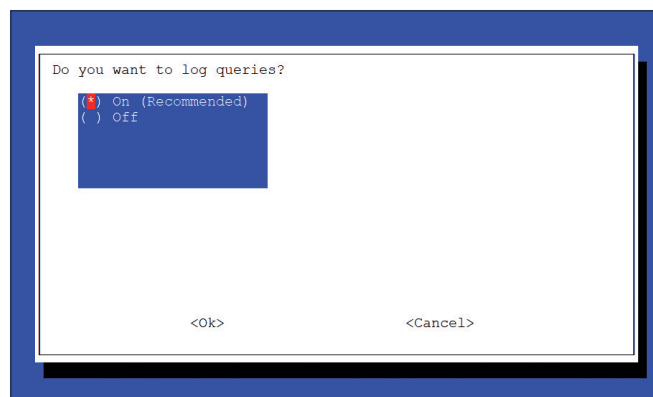 Do you want to log queries?
(*) On (Recommended)
( ) Off
<Ok> <Cancel>